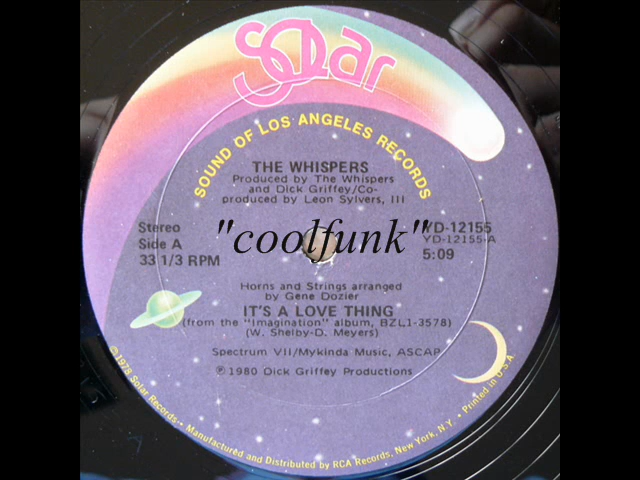 Solar
SOUND OF LOS ANGELES RECORDS
THE WHISPERS
Produced by The Whispers
and Dick Griffey/Co-
produced by Leon Sylvers, III
Stereo
Side A
33 1/3 RPM
"coolfunk"
YD-12155
YD-12155-A
5:09
Horns and Strings arranged
by Gene Dozier
IT'S A LOVE THING
(from the "Imagination" album, BZL1-3578)
(W. Shelby-D. Meyers)
Spectrum VII/Mykinda Music, ASCAP
℗ 1980 Dick Griffey Productions
©1978 Solar Records • Manufactured and Distributed by RCA Records, New York, N.Y. • Printed in U.S.A.